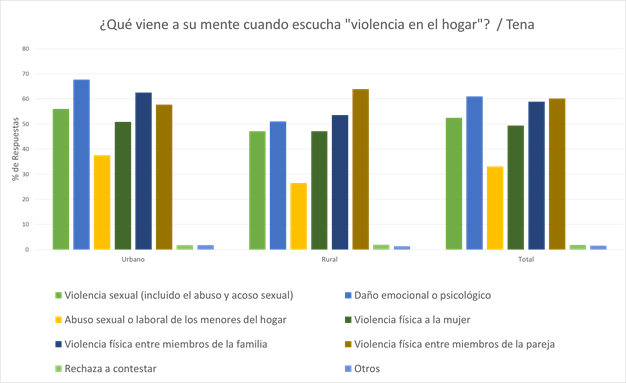 ¿Qué viene a su mente cuando escucha "violencia en el hogar"? / Tena
80
70
60
50
40
30
20
10
0
% de Respuestas
Urbano Rural Total
Violencia sexual (incluido el abuso y acoso sexual) Daño emocional o psicológico
Abuso sexual o laboral de los menores del hogar Violencia física a la mujer
Violencia física entre miembros de la familia Violencia física entre miembros de la pareja
Rechaza a contestar Otros